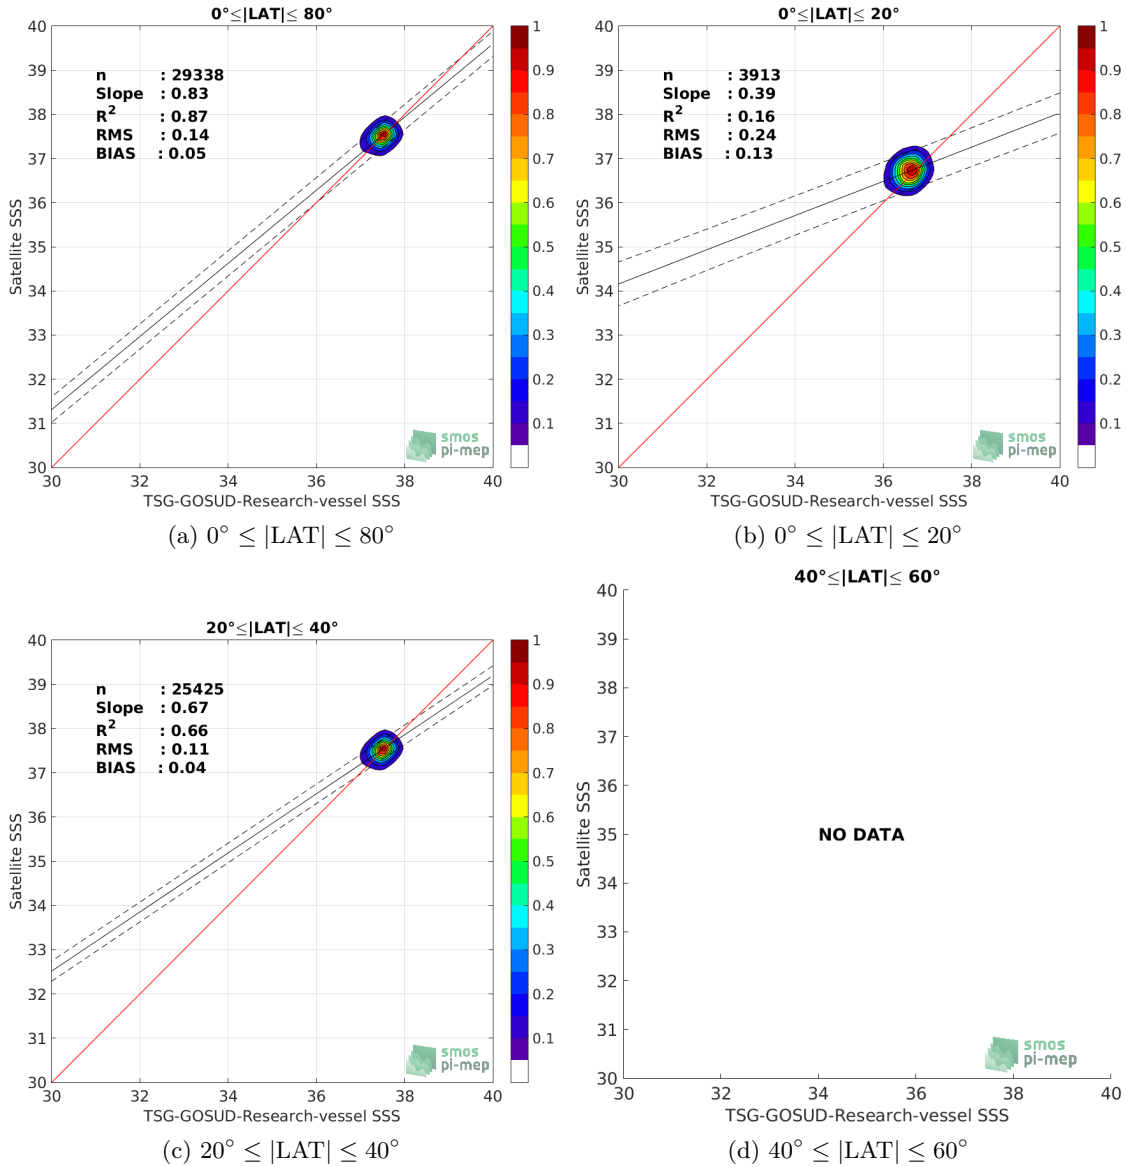 0°≤|LAT|≤ 80°
40
39
38
37
36
35
34
33
32
31
30
Satellite SSS
n : 29338
Slope : 0.83
R² : 0.87
RMS : 0.14
BIAS : 0.05
smos
pi-mep
30 32 34 36 38 40
TSG-GOSUD-Research-vessel SSS
1
0.9
0.8
0.7
0.6
0.5
0.4
0.3
0.2
0.1
(a) 0° ≤ |LAT| ≤ 80°
0°≤|LAT|≤ 20°
40
39
38
37
36
35
34
33
32
31
30
Satellite SSS
n : 3913
Slope : 0.39
R² : 0.16
RMS : 0.24
BIAS : 0.13
smos
pi-mep
30 32 34 36 38 40
TSG-GOSUD-Research-vessel SSS
1
0.9
0.8
0.7
0.6
0.5
0.4
0.3
0.2
0.1
(b) 0° ≤ |LAT| ≤ 20°
20°≤|LAT|≤ 40°
40
39
38
37
36
35
34
33
32
31
30
Satellite SSS
n : 25425
Slope : 0.67
R² : 0.66
RMS : 0.11
BIAS : 0.04
smos
pi-mep
30 32 34 36 38 40
TSG-GOSUD-Research-vessel SSS
1
0.9
0.8
0.7
0.6
0.5
0.4
0.3
0.2
0.1
(c) 20° ≤ |LAT| ≤ 40°
40°≤|LAT|≤ 60°
40
39
38
37
36
35
34
33
32
31
30
Satellite SSS
NO DATA
smos
pi-mep
30 32 34 36 38 40
TSG-GOSUD-Research-vessel SSS
(d) 40° ≤ |LAT| ≤ 60°